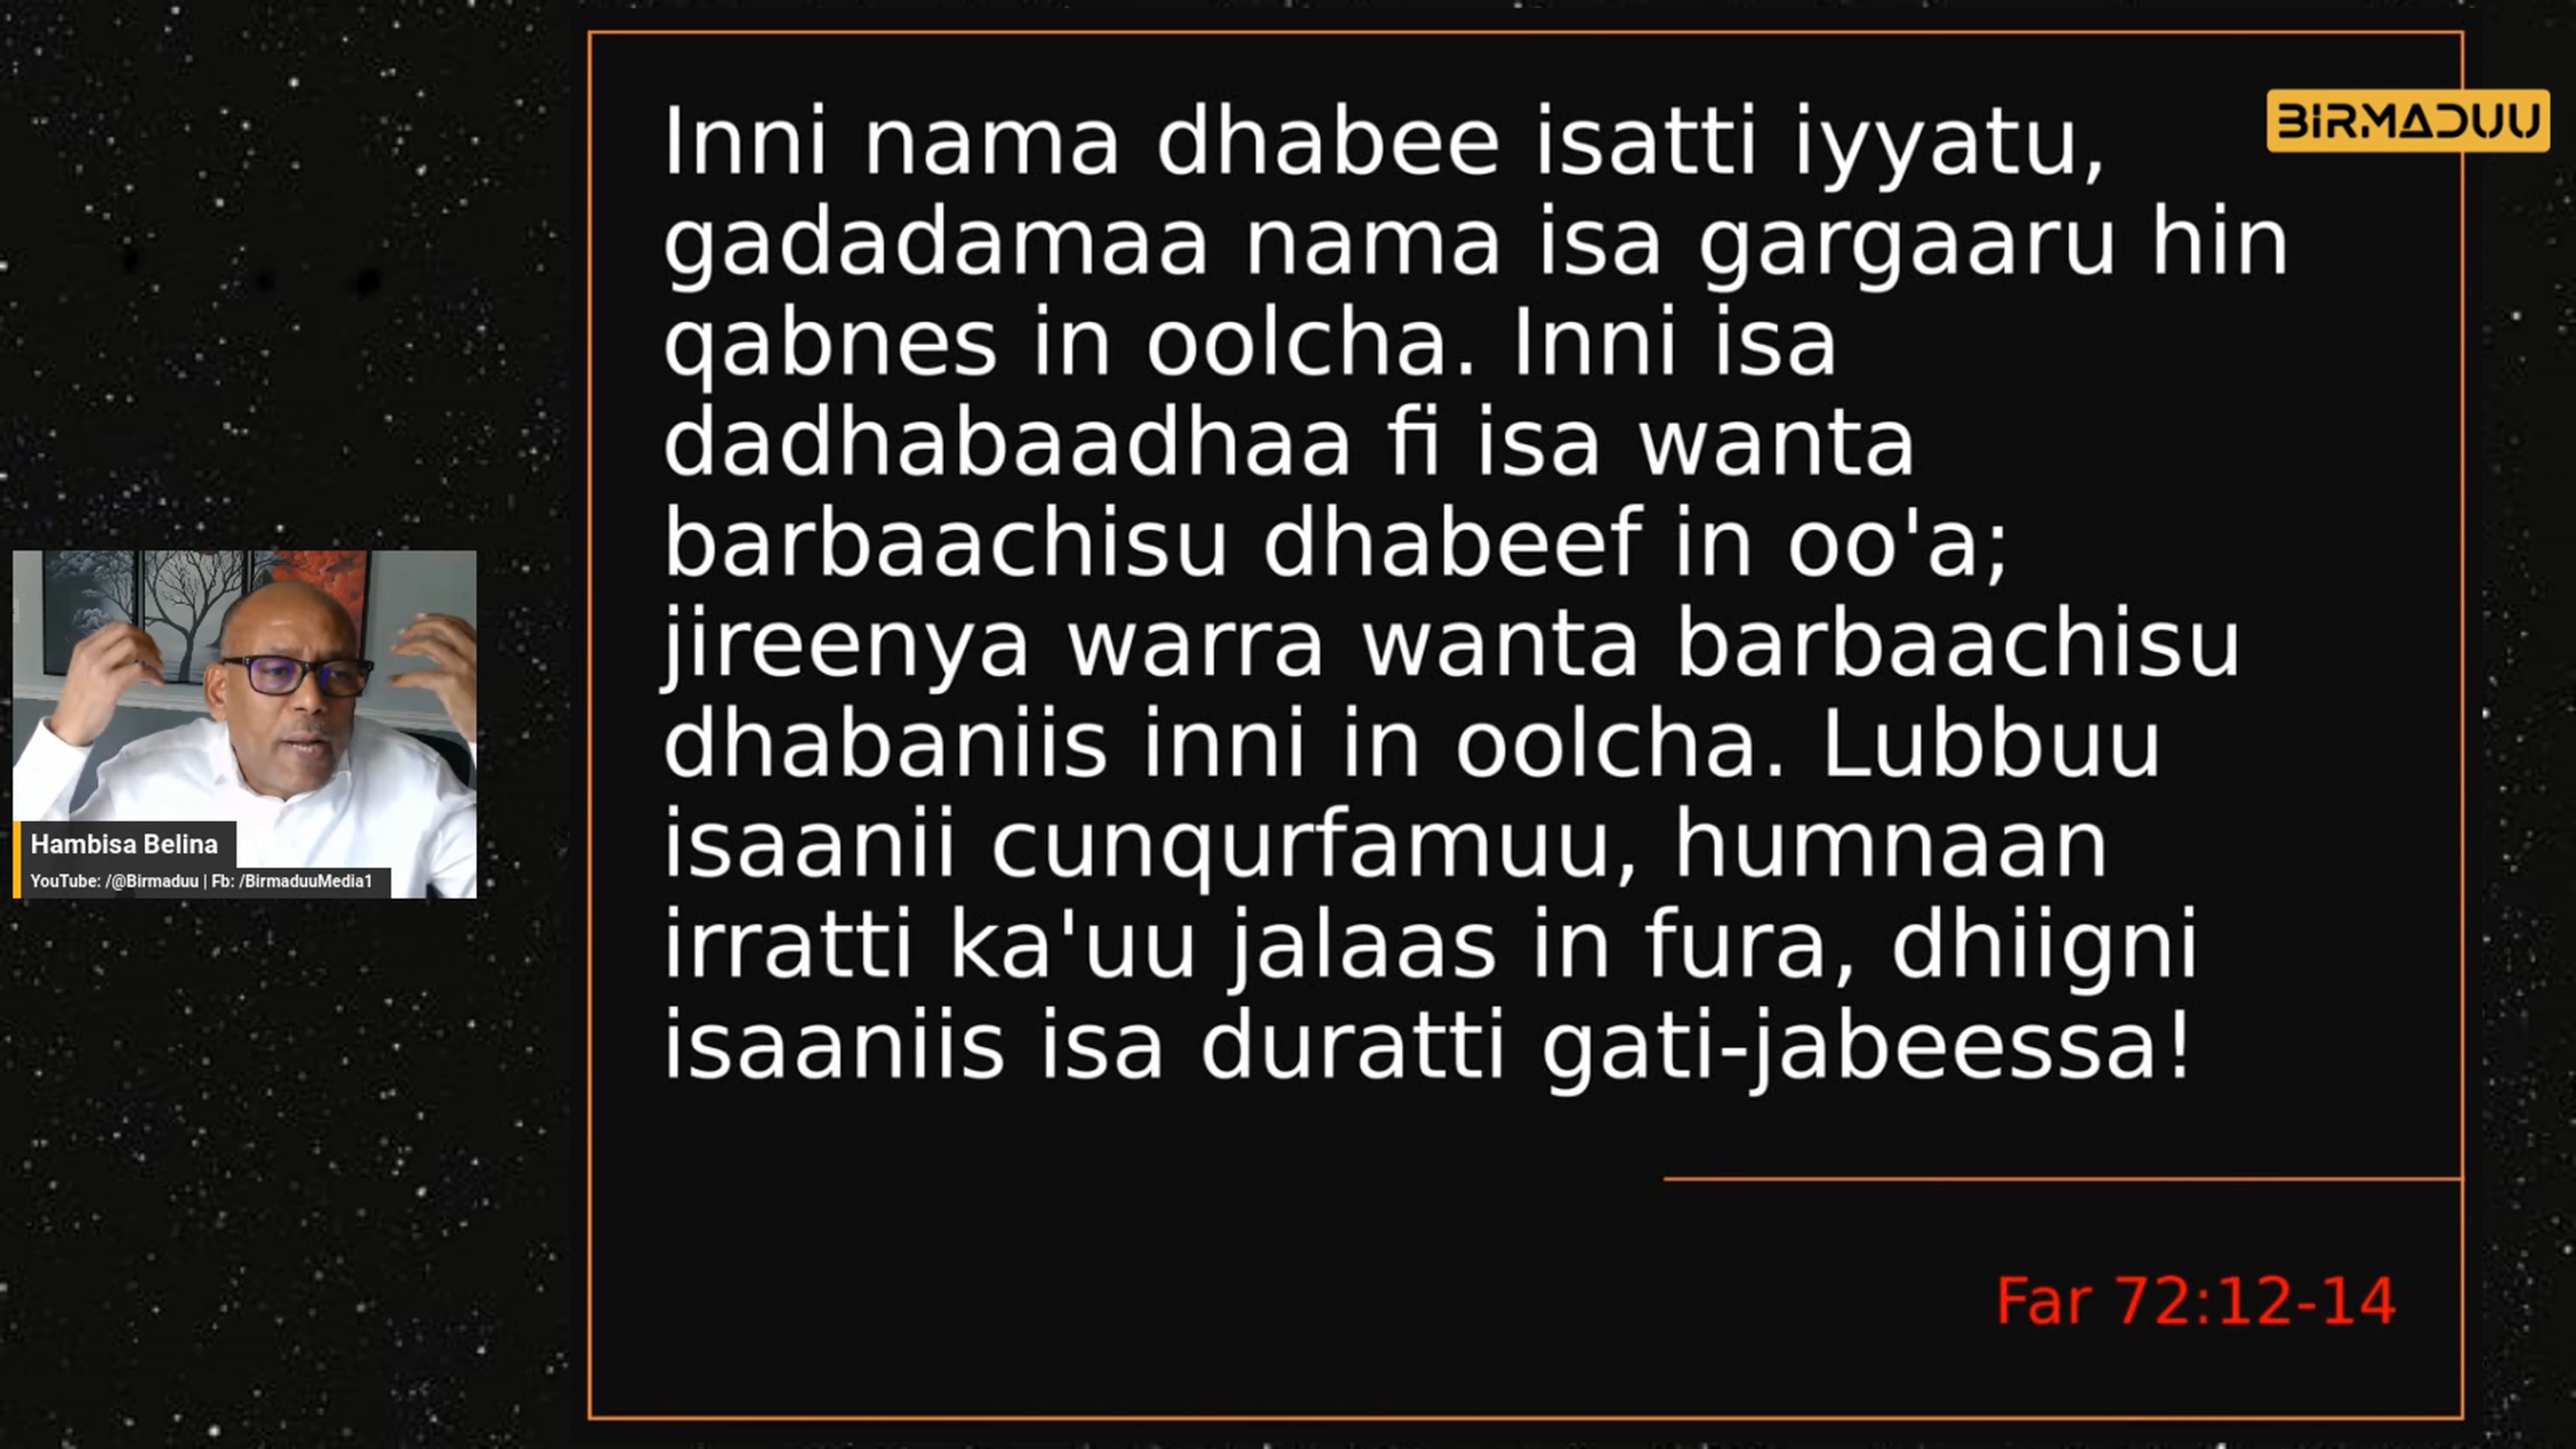 Inni nama dhabee isatti iyyatu,
gadadamaa nama isa gargaaru hin
qabnes in oolcha. Inni isa
dadhabaadhaa fi isa wanta
barbaachisu dhabeef in oo'a;
jireenya warra wanta barbaachisu
dhabaniis inni in oolcha. Lubbuu
isaanii cunqurfamuu, humnaan
irratti ka'uu jalaas in fura, dhiigni
isaaniis isa duratti gati-jabeessa!
Far 72:12-14
BIRMADUU
Hambisa Belina
YouTube: /@Birmaduu | Fb: /BirmaduuMedia1